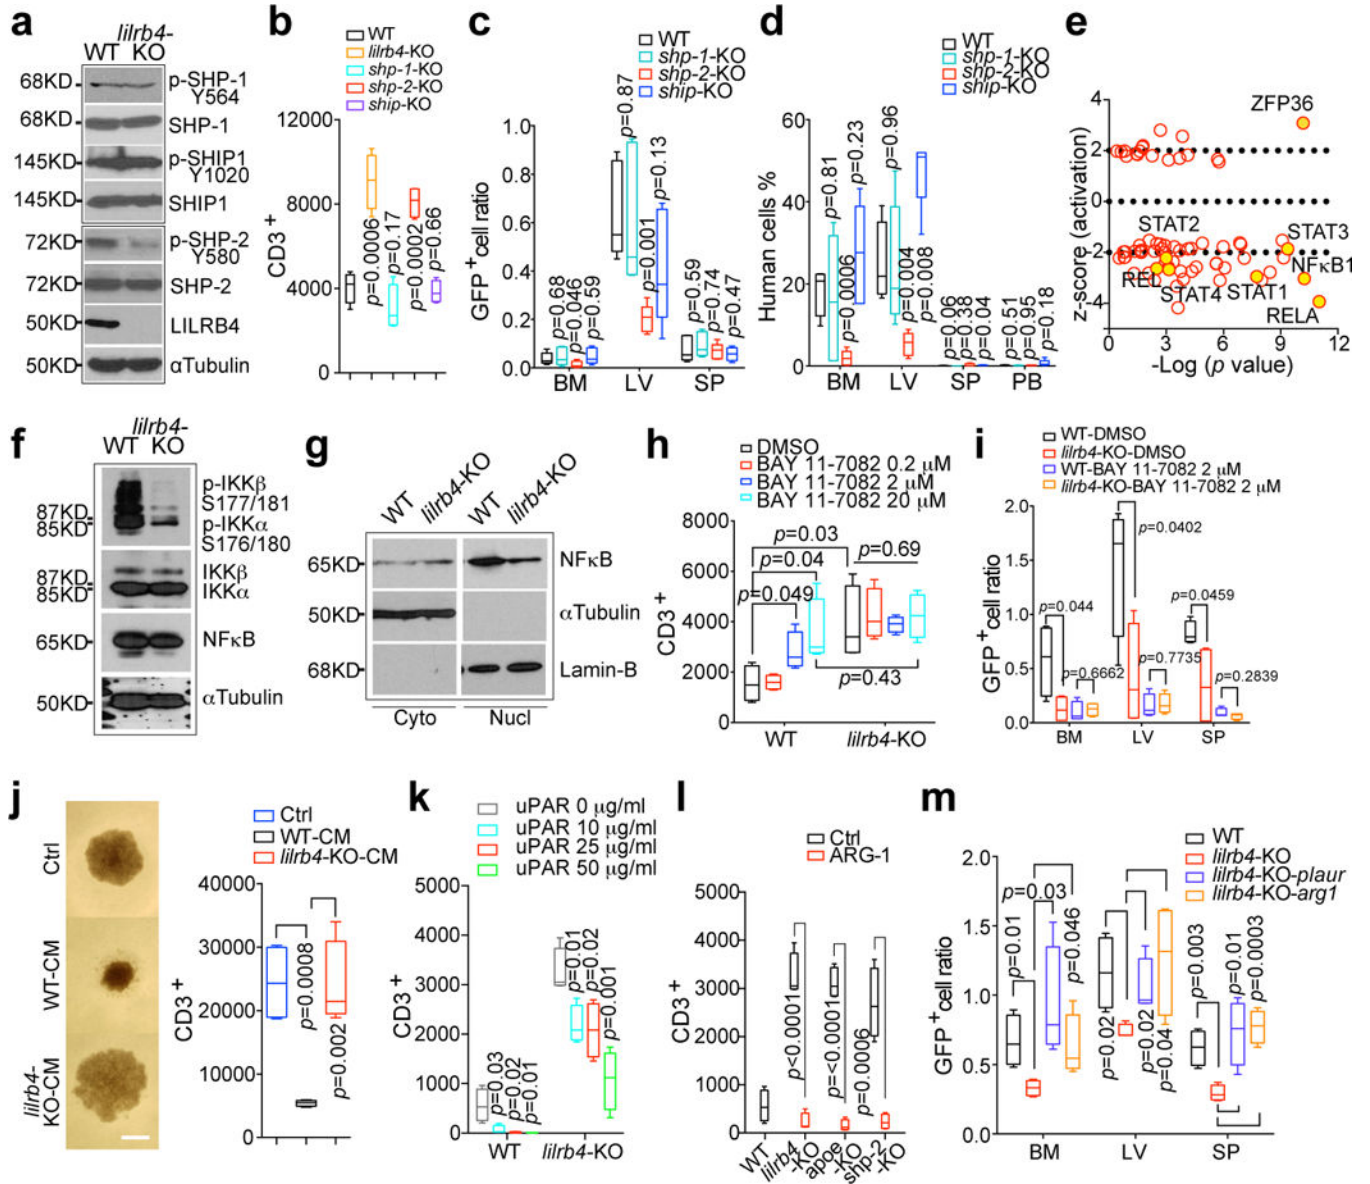 a
lilrb4-
WT KO
68KD
p-SHP-1
Y564
68KD
SHP-1
145KD
p-SHIP1
Y1020
145KD
SHIP1
72KD
p-SHP-2
Y580
72KD
SHP-2
50KD
LILRB4
50KD
αTubulin
b
WT
lilrb4-KO
shp-1-KO
shp-2-KO
ship-KO
CD3+
12000
8000
4000
0
p=0.0006
p=0.17
p=0.0002
p=0.66
c
WT
shp-1-KO
shp-2-KO
ship-KO
GFP+cell ratio
1.0
0.8
0.6
0.4
0.2
0.0
p=0.68
p=0.046
p=0.59
p=0.87
p=0.001
p=0.13
p=0.59
p=0.74
p=0.47
BM LV SP
d
WT
shp-1-KO
shp-2-KO
ship-KO
Human cells %
60
40
20
0
p=0.81
p=0.0006
p=0.23
p=0.96
p=0.004
p=0.008
p=0.06
p=0.38
p=0.04
p=0.51
p=0.95
p=0.18
BM LV SP PB
e
z-score (activation)
4
2
0
-2
-4
ZFP36
STAT2
STAT3
NFκB1
REL
STAT4
STAT1
RELA
0 3 6 9 12
-Log (p value)
f
lilrb4-
WT KO
p-IKKβ
S177/181
87KD
85KD
p-IKKα
S176/180
87KD
85KD
IKKβ
IKKα
65KD
NFκB
50KD
αTubulin
g
WT lilrb4-KO WT lilrb4-KO
65KD
NFκB
50KD
αTubulin
68KD
Lamin-B
Cyto Nucl
h
DMSO
BAY 11-7082 0.2 μM
BAY 11-7082 2 μM
BAY 11-7082 20 μM
CD3+
8000
6000
4000
2000
0
p=0.03
p=0.04
p=0.049
p=0.69
p=0.43
WT lilrb4-KO
i
WT-DMSO
lilrb4-KO-DMSO
WT-BAY 11-7082 2 μM
lilrb4-KO-BAY 11-7082 2 μM
GFP+cell ratio
2.0
1.5
1.0
0.5
0.0
p=0.044
p=0.6662
p=0.0402
p=0.7735
p=0.0459
p=0.2839
BM LV SP
j
Ctrl
WT-CM
lilrb4-
KO-CM
Ctrl
WT-CM
lilrb4-KO-CM
CD3+
40000
30000
20000
10000
0
p=0.0008
p=0.002
k
uPAR 0 μg/ml
uPAR 10 μg/ml
uPAR 25 μg/ml
uPAR 50 μg/ml
CD3+
5000
4000
3000
2000
1000
0
p=0.03
p=0.02
p=0.01
p=0.01
p=0.02
p=0.001
WT lilrb4-KO
l
Ctrl
ARG-1
CD3+
5000
4000
3000
2000
1000
0
p<0.0001
p=<0.0001
p=0.0006
WT
lilrb4
-KO
apoe
-KO
shp-2
-KO
m
WT
lilrb4-KO
lilrb4-KO-plaur
lilrb4-KO-arg1
GFP+cell ratio
2.0
1.5
1.0
0.5
0.0
p=0.01
p=0.03
p=0.046
p=0.02
p=0.02
p=0.04
p=0.003
p=0.01
p=0.0003
BM LV SP